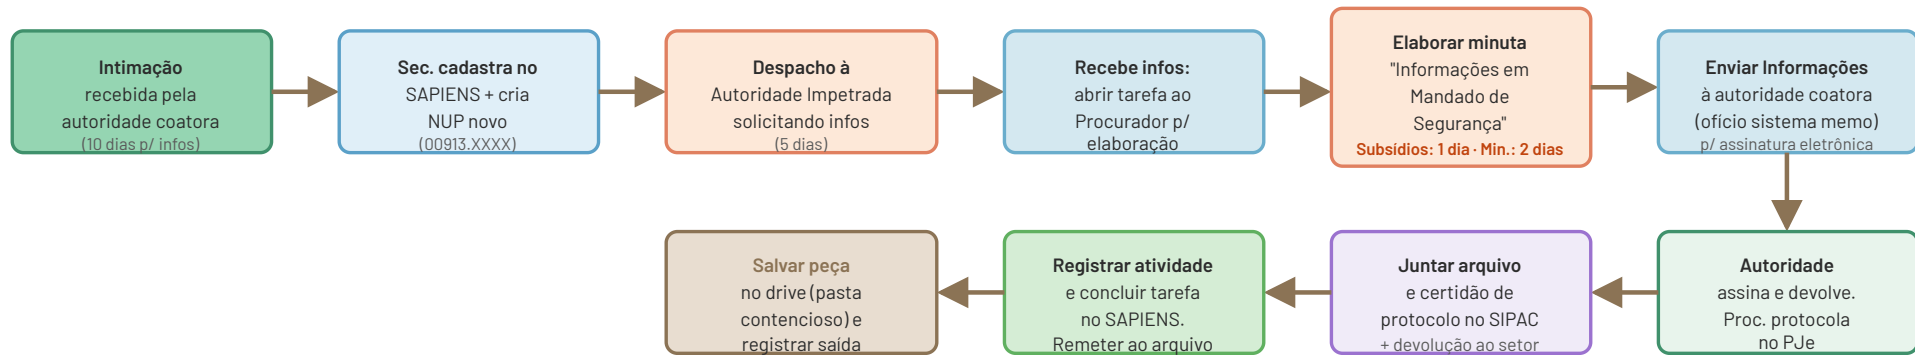 Intimação
recebida pela
autoridade coatora
(10 dias p/ infos)
Sec. cadastra no
SAPIENS + cria
NUP novo
(00913.XXXX)
Despacho à
Autoridade Impetrada
solicitando infos
(5 dias)
Recebe infos:
abrir tarefa ao
Procurador p/
elaboração
Elaborar minuta
"Informações em
Mandado de
Segurança"
Subsídios: 1 dia · Min.: 2 dias
Enviar Informações
à autoridade coatora
(ofício sistema memo)
p/ assinatura eletrônica
Autoridade
assina e devolve.
Proc. protocola
no PJe
Juntar arquivo
e certidão de
protocolo no SIPAC
+ devolução ao setor
Registrar atividade
e concluir tarefa
no SAPIENS.
Remeter ao arquivo
Salvar peça
no drive (pasta
contencioso) e
registrar saída